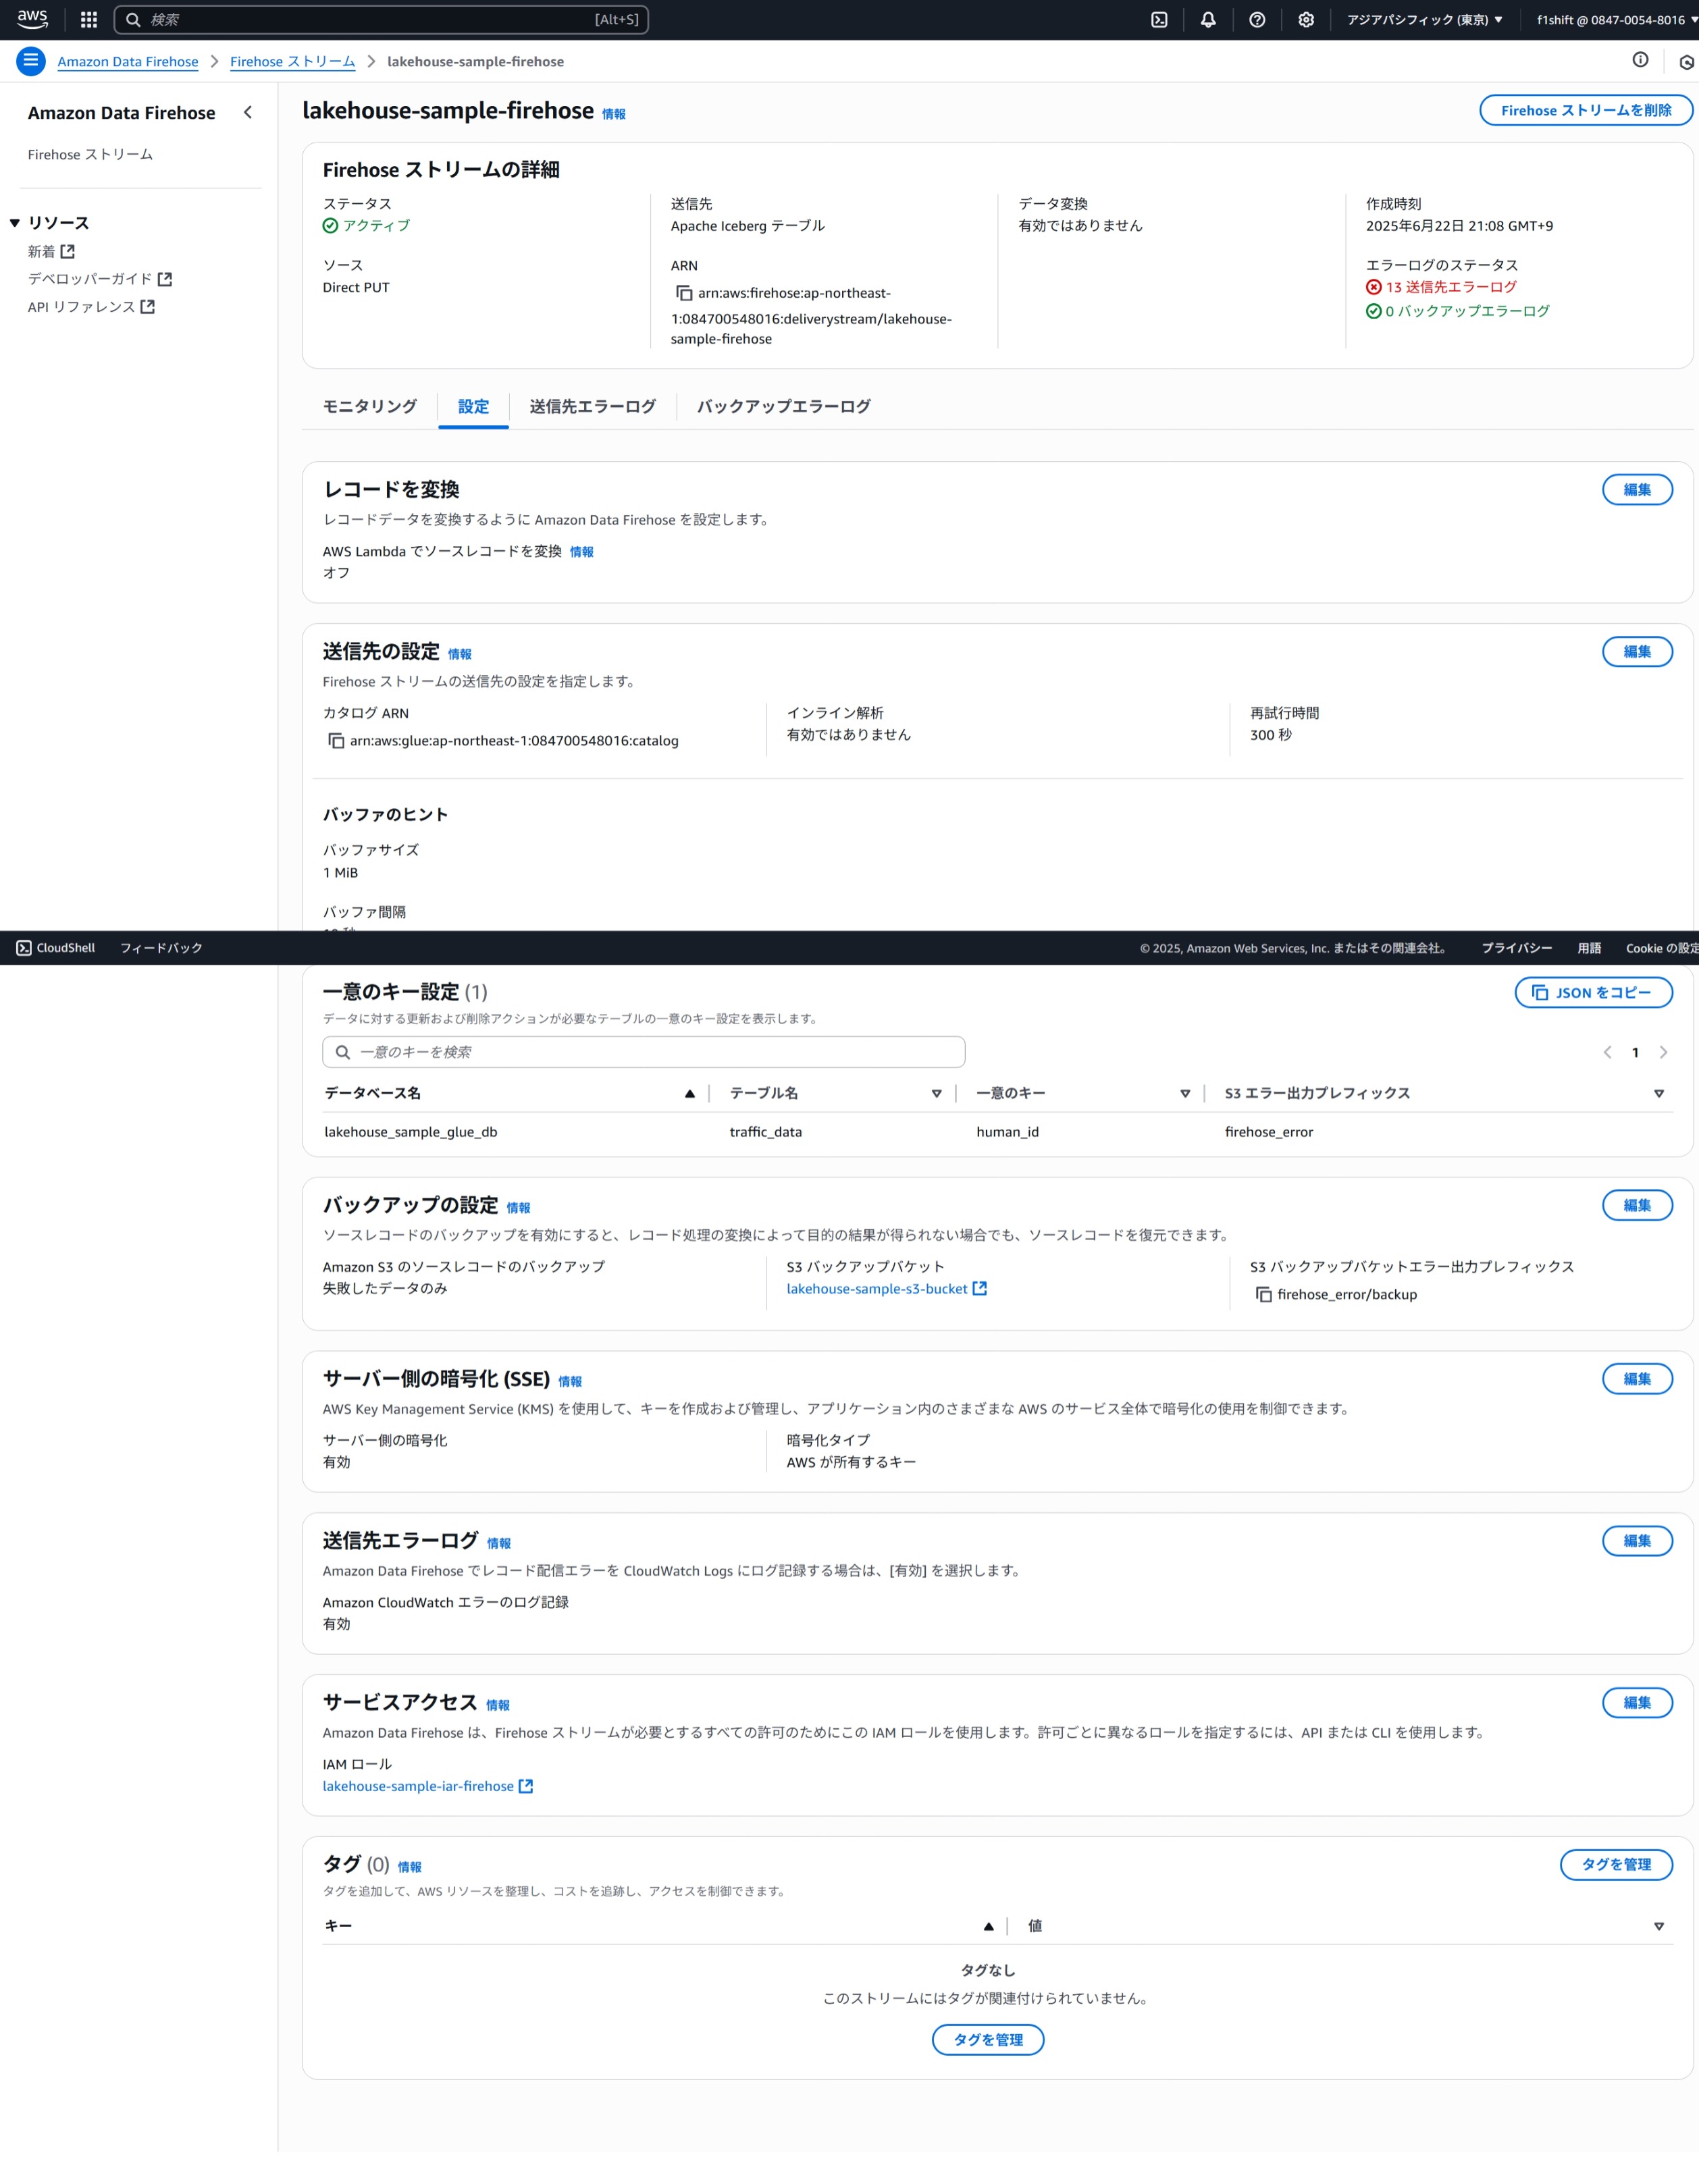 aws
検索
[Alt+S]
アジアパシフィック (東京)
f1shift @ 0847-0054-8016
Amazon Data Firehose
Firehose ストリーム
lakehouse-sample-firehose
Amazon Data Firehose
Firehose ストリーム
リソース
新着
デベロッパーガイド
API リファレンス
lakehouse-sample-firehose 情報
Firehose ストリームを削除
Firehose ストリームの詳細
ステータス
アクティブ
ソース
Direct PUT
送信先
Apache Iceberg テーブル
ARN
arn:aws:firehose:ap-northeast-
1:084700548016:deliverystream/lakehouse-
sample-firehose
データ変換
有効ではありません
作成時刻
2025年6月22日 21:08 GMT+9
エラーログのステータス
13 送信先エラーログ
0 バックアップエラーログ
モニタリング
設定
送信先エラーログ
バックアップエラーログ
レコードを変換
編集
レコードデータを変換するように Amazon Data Firehose を設定します。
AWS Lambda でソースレコードを変換 情報
オフ
送信先の設定 情報
編集
Firehose ストリームの送信先の設定を指定します。
カタログ ARN
arn:aws:glue:ap-northeast-1:084700548016:catalog
インライン解析
有効ではありません
再試行時間
300 秒
バッファのヒント
バッファサイズ
1 MiB
バッファ間隔
CloudShell
フィードバック
© 2025, Amazon Web Services, Inc. またはその関連会社。
プライバシー
用語
Cookie の設定
一意のキー設定 (1)
JSON をコピー
データに対する更新および削除アクションが必要なテーブルの一意のキー設定を表示します。
一意のキーを検索
1
データベース名
テーブル名
一意のキー
S3 エラー出力プレフィックス
lakehouse_sample_glue_db
traffic_data
human_id
firehose_error
バックアップの設定 情報
編集
ソースレコードのバックアップを有効にすると、レコード処理の変換によって目的の結果が得られない場合でも、ソースレコードを復元できます。
Amazon S3 のソースレコードのバックアップ
失敗したデータのみ
S3 バックアップバケット
lakehouse-sample-s3-bucket
S3 バックアップバケットエラー出力プレフィックス
firehose_error/backup
サーバー側の暗号化 (SSE) 情報
編集
AWS Key Management Service (KMS) を使用して、キーを作成および管理し、アプリケーション内のさまざまな AWS のサービス全体で暗号化の使用を制御できます。
サーバー側の暗号化
有効
暗号化タイプ
AWS が所有するキー
送信先エラーログ 情報
編集
Amazon Data Firehose でレコード配信エラーを CloudWatch Logs にログ記録する場合は、[有効] を選択します。
Amazon CloudWatch エラーのログ記録
有効
サービスアクセス 情報
編集
Amazon Data Firehose は、Firehose ストリームが必要とするすべての許可のためにこの IAM ロールを使用します。許可ごとに異なるロールを指定するには、API または CLI を使用します。
IAM ロール
lakehouse-sample-iar-firehose
タグ (0) 情報
タグを管理
タグを追加して、AWS リソースを整理し、コストを追跡し、アクセスを制御できます。
キー
値
タグなし
このストリームにはタグが関連付けられていません。
タグを管理